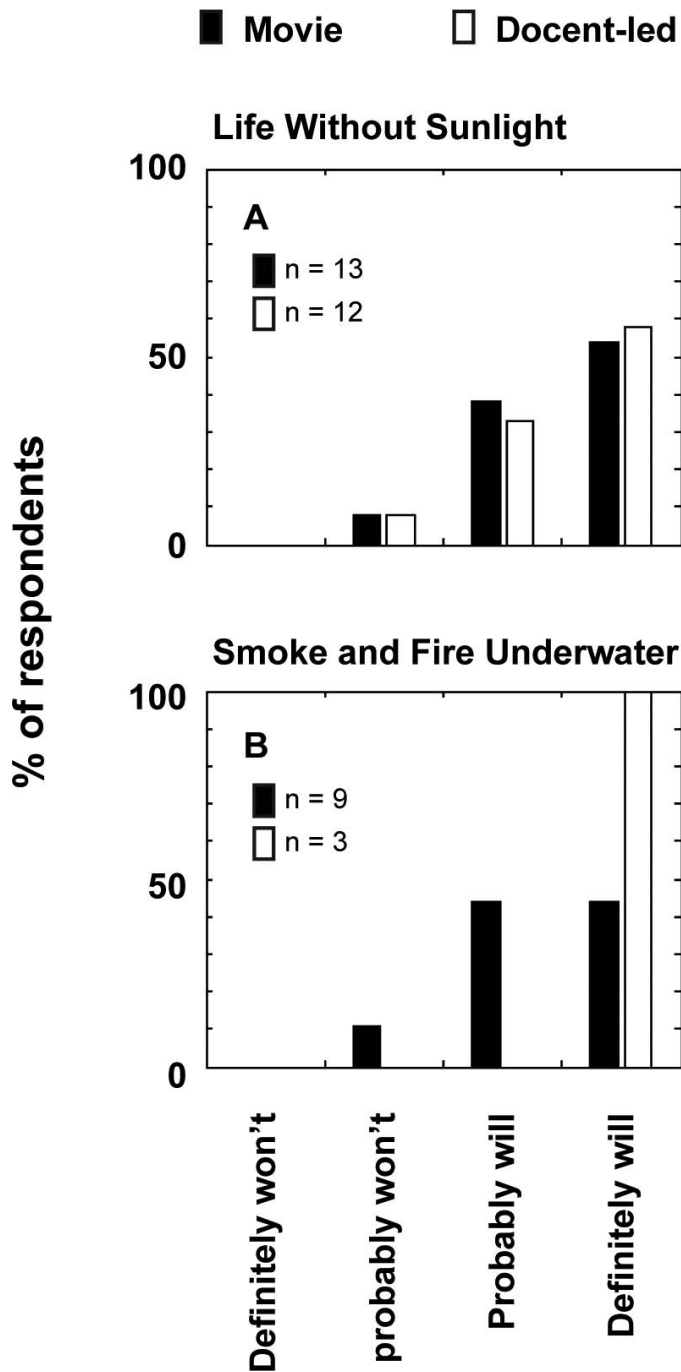 Movie Docent-led
Life Without Sunlight
100
A
n = 13
n = 12
50
0
% of respondents
Smoke and Fire Underwater
100
B
n = 9
n = 3
50
0
Definitely won't
probably won't
Probably will
Definitely will